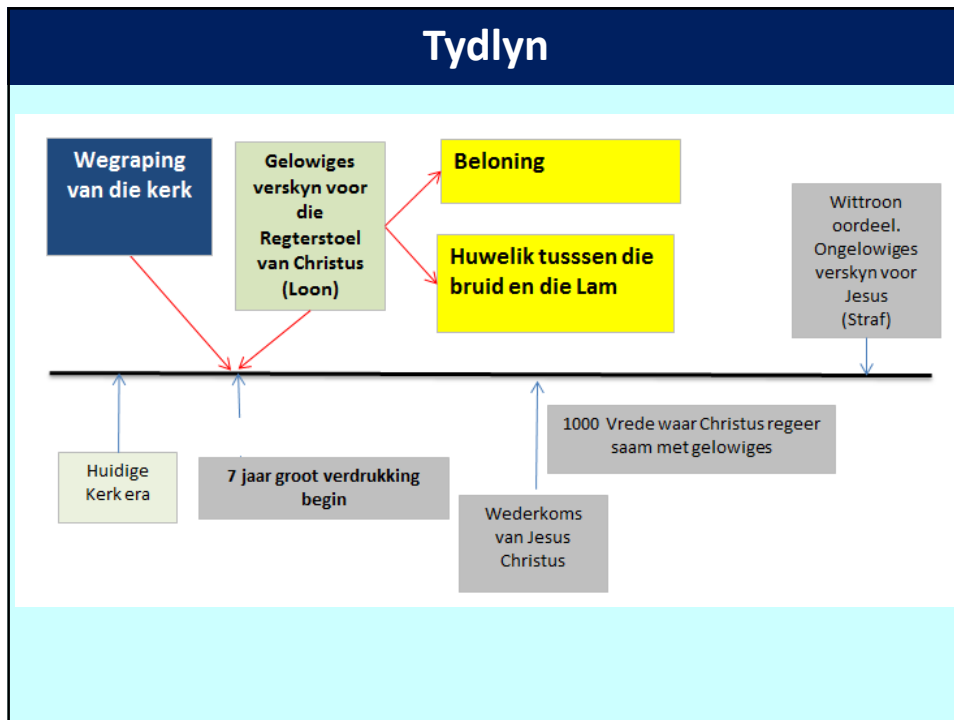 Tydlyn
Wegraping
van die kerk
Gelowiges
verskyn voor
die
Regterstoel
van Christus
(Loon)
Beloning
Huwelik tusssen die
bruid en die Lam
Wittroon
oordeel.
Ongelowiges
verskyn voor
Jesus
(Straf)
Huidige
Kerk era
7 jaar groot verdrukking
begin
Wederkoms
van Jesus
Christus
1000 Vrede waar Christus regeer
saam met gelowiges